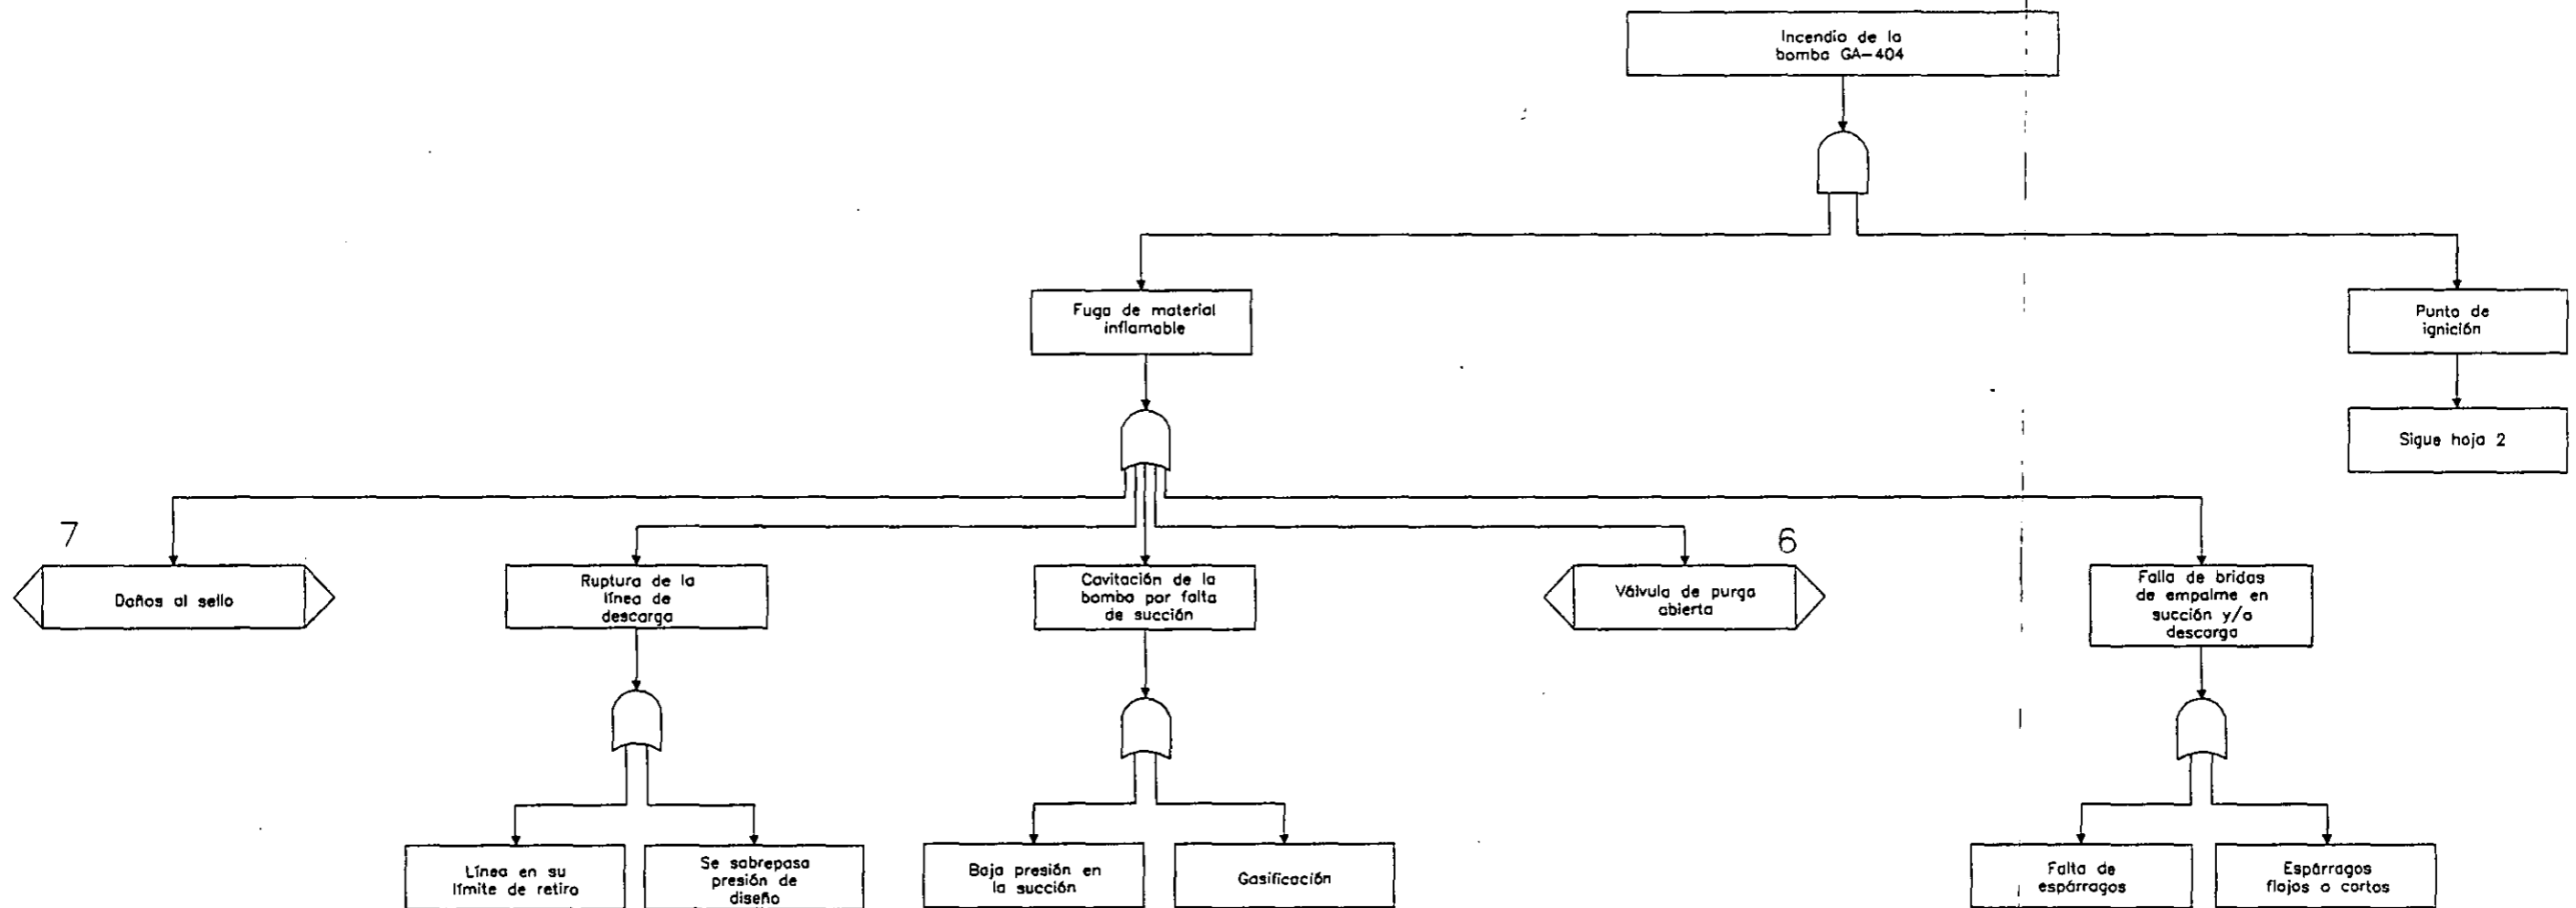 Incendio de la
bomba GA-404
Fuga de material
inflamable
Punto de
ignición
Sigue hoja 2
7
6
Daños al sello
Ruptura de la
línea de
descarga
Cavitación de la
bomba por falta
de succión
Válvula de purga
abierta
Falla de bridas
de empalme en
succión y/o
descarga
Línea en su
límite de retiro
Se sobrepasa
presión de
diseño
Baja presión en
la succión
Gasificación
Falta de
espárragos
Espárragos
flojos o cortos